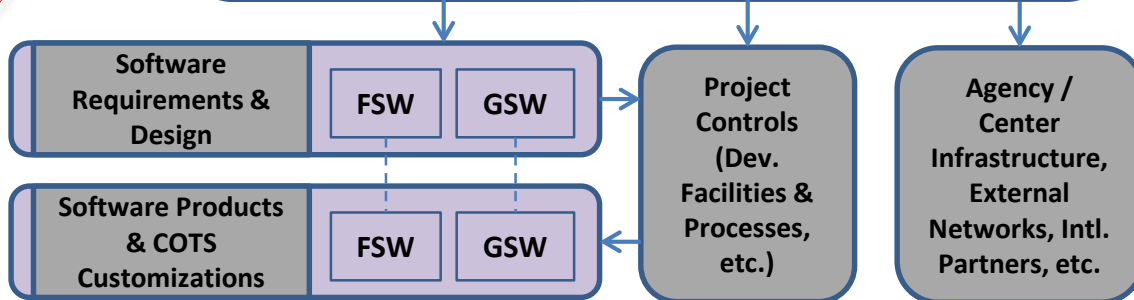 Software
Requirements &
Design
FSW
GSW
Project
Controls
(Dev.
Facilities &
Processes,
etc.)
Agency /
Center
Infrastructure,
External
Networks, Intl.
Partners, etc.
Software Products
& COTS
Customizations
FSW
GSW